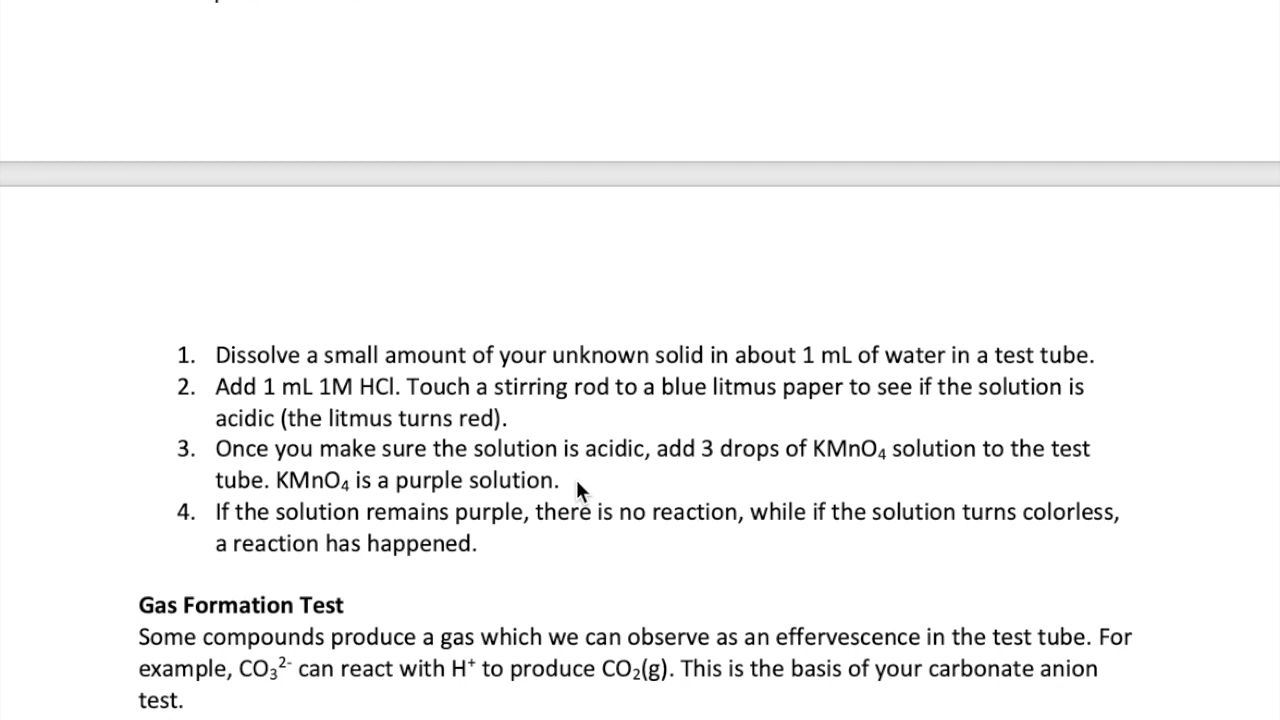 1. Dissolve a small amount of your unknown solid in about 1 mL of water in a test tube.
2. Add 1 mL 1M HCl. Touch a stirring rod to a blue litmus paper to see if the solution is
acidic (the litmus turns red).
3. Once you make sure the solution is acidic, add 3 drops of KMnO₄ solution to the test
tube. KMnO₄ is a purple solution.
4. If the solution remains purple, there is no reaction, while if the solution turns colorless,
a reaction has happened.
Gas Formation Test
Some compounds produce a gas which we can observe as an effervescence in the test tube. For
example, CO₃²⁻ can react with H⁺ to produce CO₂(g). This is the basis of your carbonate anion
test.